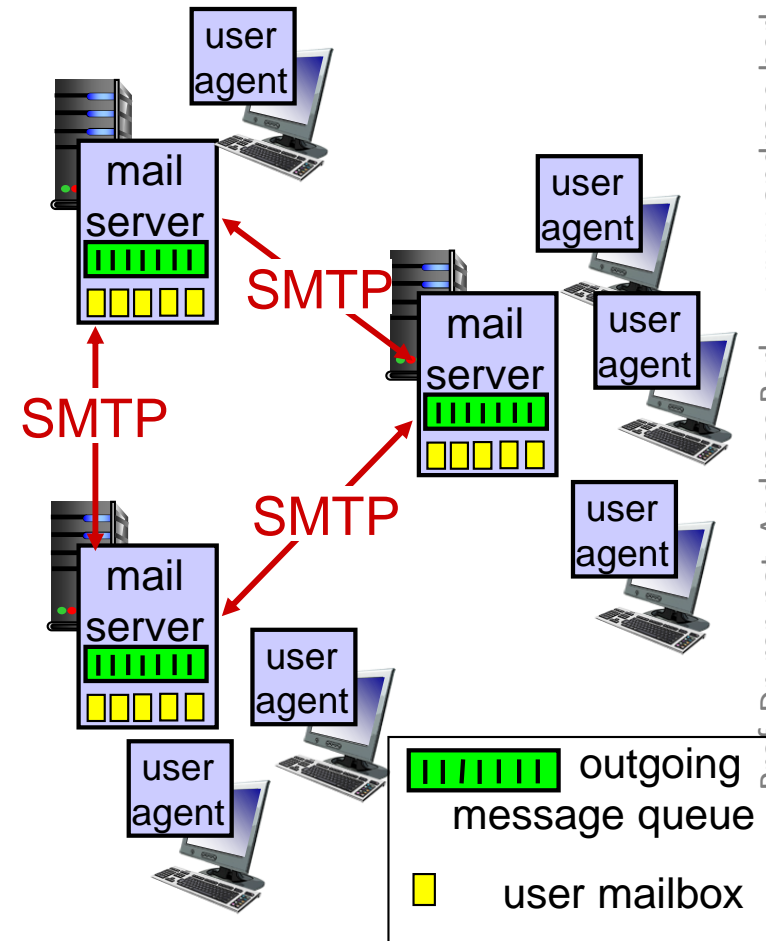 user
agent
mail
server
SMTP
user
agent
mail
server
user
agent
SMTP
SMTP
user
agent
mail
server
user
agent
user
agent
outgoing
message queue
user mailbox